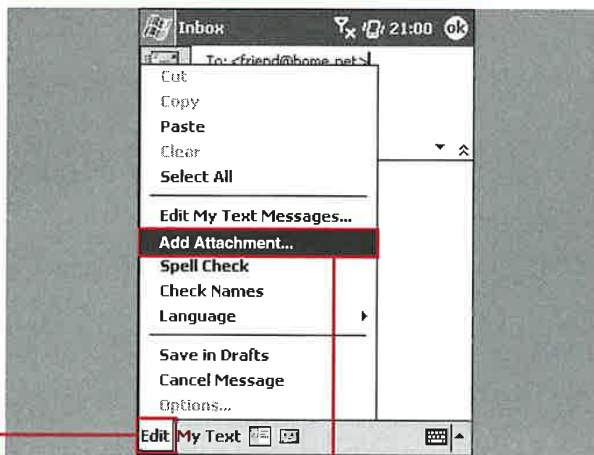 Inbox 21:00 ok
To: <friend@home.net>
Cut
Copy
Paste
Clear
Select All
Edit My Text Messages...
Add Attachment...
Spell Check
Check Names
Language
Save in Drafts
Cancel Message
Options...
Edit My Text